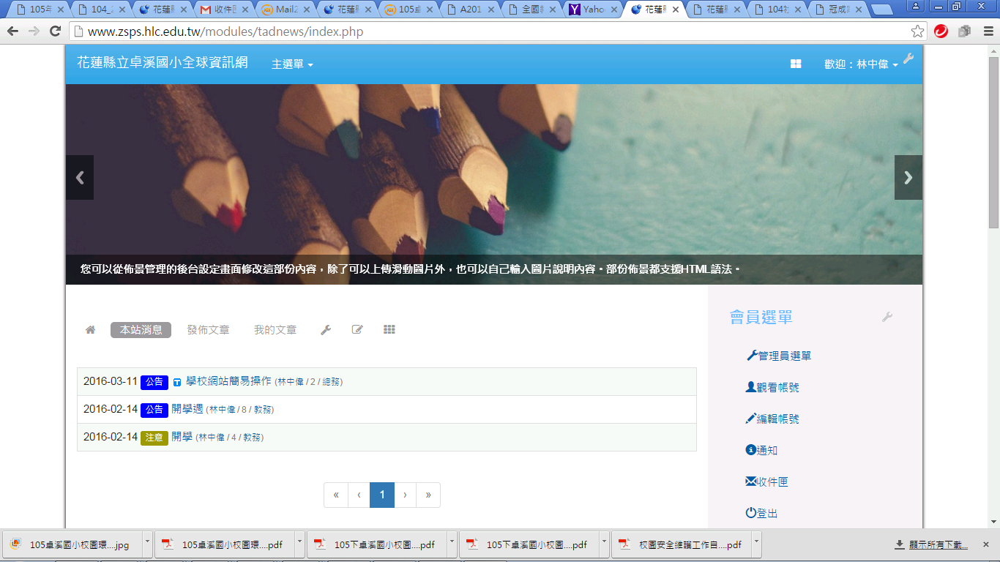 105年
104_2
花蓮縣
收件匣
Mail2
花蓮縣
105卓
A201
全國
Yahoo
花蓮縣
花蓮縣
104社
冠成
www.zsps.hlc.edu.tw/modules/tadnews/index.php
花蓮縣立卓溪國小全球資訊網 主選單 歡迎：林中偉
您可以從佈景管理的後台設定畫面修改這部份內容，除了可以上傳滑動圖片外，也可以自己輸入圖片說明內容。部份佈景都支援HTML語法。
本站消息 發佈文章 我的文章
2016-03-11 公告 學校網站簡易操作 (林中偉 / 2 / 總務)
2016-02-14 公告 開學週 (林中偉 / 8 / 教務)
2016-02-14 注意 開學 (林中偉 / 4 / 教務)
« ‹ 1 › »
會員選單
管理員選單
觀看帳號
編輯帳號
通知
收件匣
登出
105卓溪國小校園環....jpg
105卓溪國小校園環....pdf
105下卓溪國小校園....pdf
105下卓溪國小校園....pdf
校園安全維護工作自....pdf
顯示所有下載...